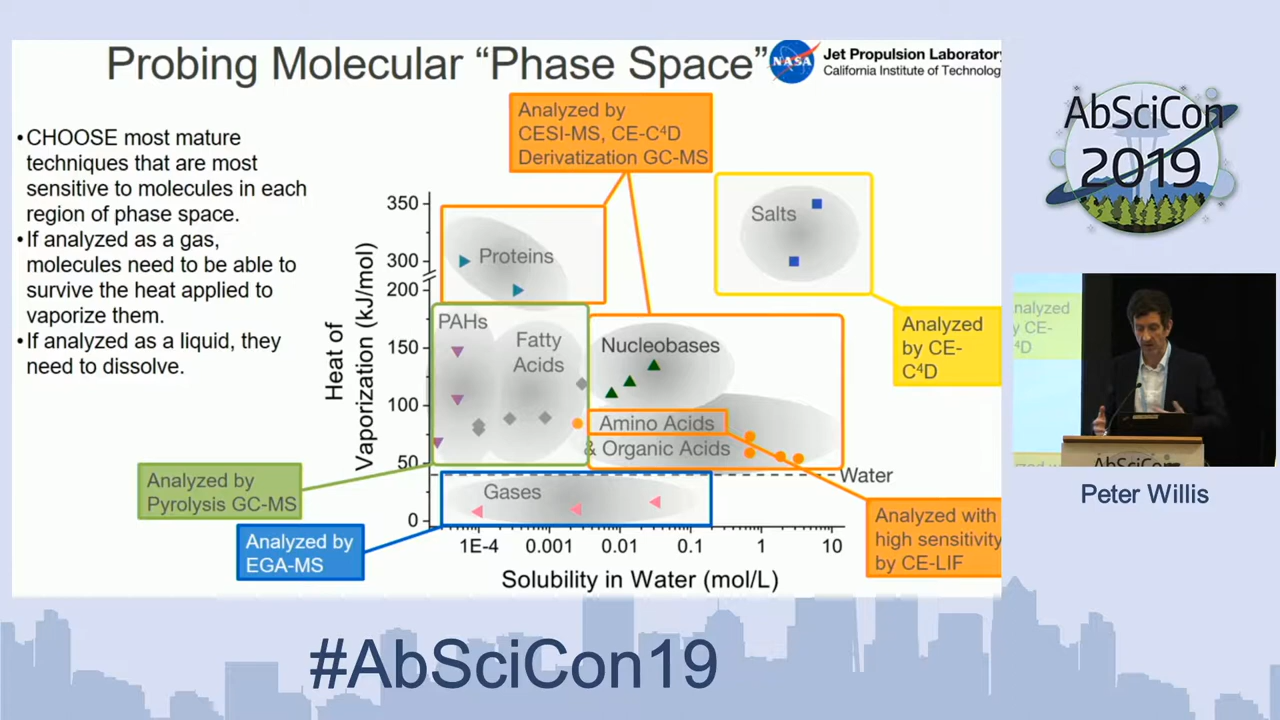 Probing Molecular “Phase Space”
NASA
Jet Propulsion Laboratory
California Institute of Technolog
•CHOOSE most mature
techniques that are most
sensitive to molecules in each
region of phase space.
•If analyzed as a gas,
molecules need to be able to
survive the heat applied to
vaporize them.
•If analyzed as a liquid, they
need to dissolve.
Analyzed by
CESI-MS, CE-C⁴D
Derivatization GC-MS
Salts
Proteins
PAHs
Fatty
Acids
Nucleobases
Amino Acids
& Organic Acids
Gases
Water
Analyzed
by CE-
C⁴D
Analyzed by
Pyrolysis GC-MS
Analyzed by
EGA-MS
Analyzed with
high sensitivity
by CE-LIF
Heat of
Vaporization (kJ/mol)
350
300
200
150
100
50
0
1E-4 0.001 0.01 0.1 1 10
Solubility in Water (mol/L)
AbSciCon
2019
nalyzed
y CE-
⁴D
AbSciCon
Peter Willis
#AbSciCon19